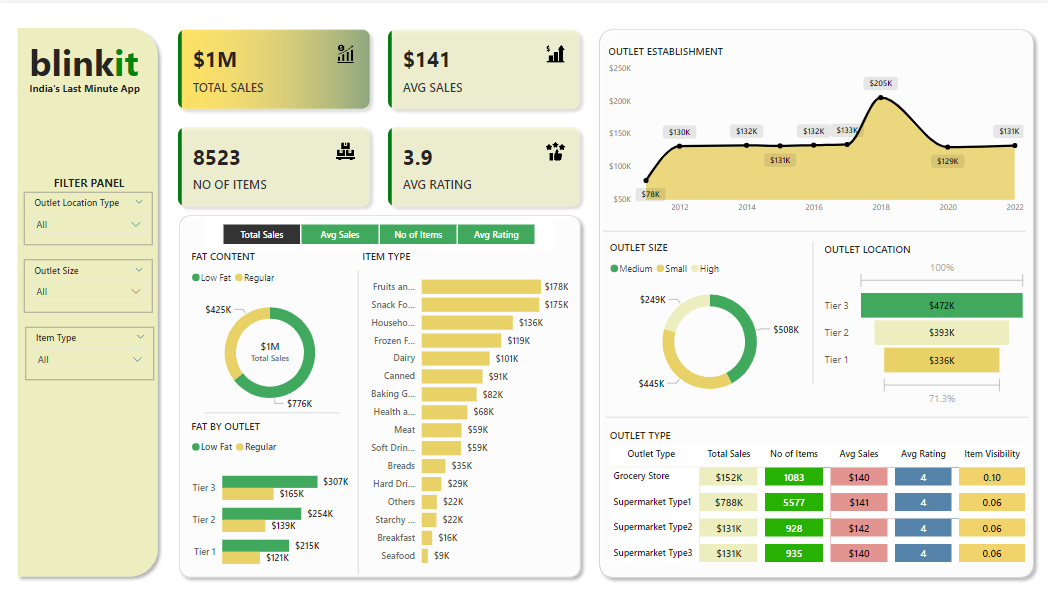 blinkit
India's Last Minute App
FILTER PANEL
Outlet Location Type
All
Outlet Size
All
Item Type
All
$1M
TOTAL SALES
$141
AVG SALES
8523
NO OF ITEMS
3.9
AVG RATING
Total Sales Avg Sales No of Items Avg Rating
FAT CONTENT
Low Fat Regular
$425K
$1M
Total Sales
$776K
FAT BY OUTLET
Low Fat Regular
Tier 3 $307K
$165K
Tier 2 $254K
$139K
Tier 1 $215K
$121K
ITEM TYPE
Fruits an... $178K
Snack Fo... $175K
Househo... $136K
Frozen F... $119K
Dairy $101K
Canned $91K
Baking G... $82K
Health a... $68K
Meat $59K
Soft Drin... $59K
Breads $35K
Hard Dri... $29K
Others $22K
Starchy ... $22K
Breakfast $16K
Seafood $9K
OUTLET ESTABLISHMENT
$250K
$200K
$150K
$100K
$50K
$78K $130K $132K $131K $132K $133K $205K $129K $131K
2012 2014 2016 2018 2020 2022
OUTLET SIZE
Medium Small High
$249K
$508K
$445K
OUTLET LOCATION
100%
Tier 3 $472K
Tier 2 $393K
Tier 1 $336K
71.3%
OUTLET TYPE
Outlet Type Total Sales No of Items Avg Sales Avg Rating Item Visibility
Grocery Store $152K 1083 $140 4 0.10
Supermarket Type1 $788K 5577 $141 4 0.06
Supermarket Type2 $131K 928 $142 4 0.06
Supermarket Type3 $131K 935 $140 4 0.06